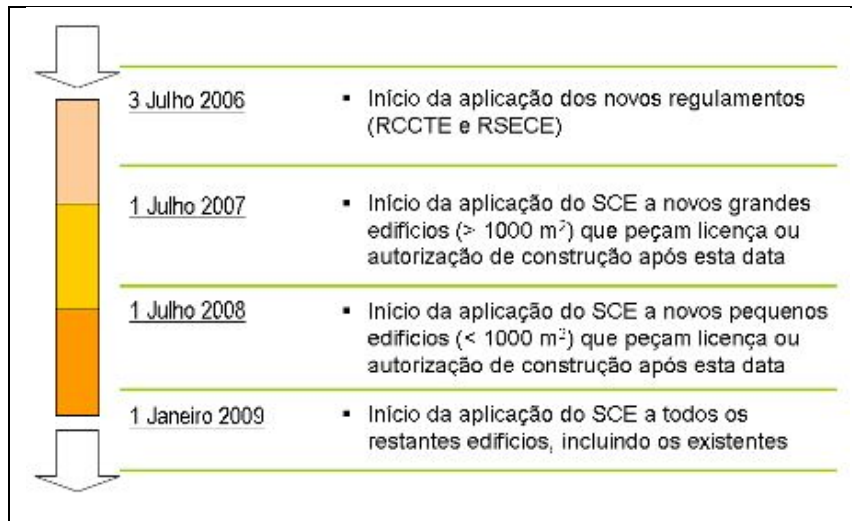 3 Julho 2006
▪ Início da aplicação dos novos regulamentos
(RCCTE e RSECE)
1 Julho 2007
▪ Início da aplicação do SCE a novos grandes
edifícios (> 1000 m²) que peçam licença ou
autorização de construção após esta data
1 Julho 2008
▪ Início da aplicação do SCE a novos pequenos
edifícios (< 1000 m²) que peçam licença ou
autorização de construção após esta data
1 Janeiro 2009
▪ Início da aplicação do SCE a todos os
restantes edifícios, incluindo os existentes